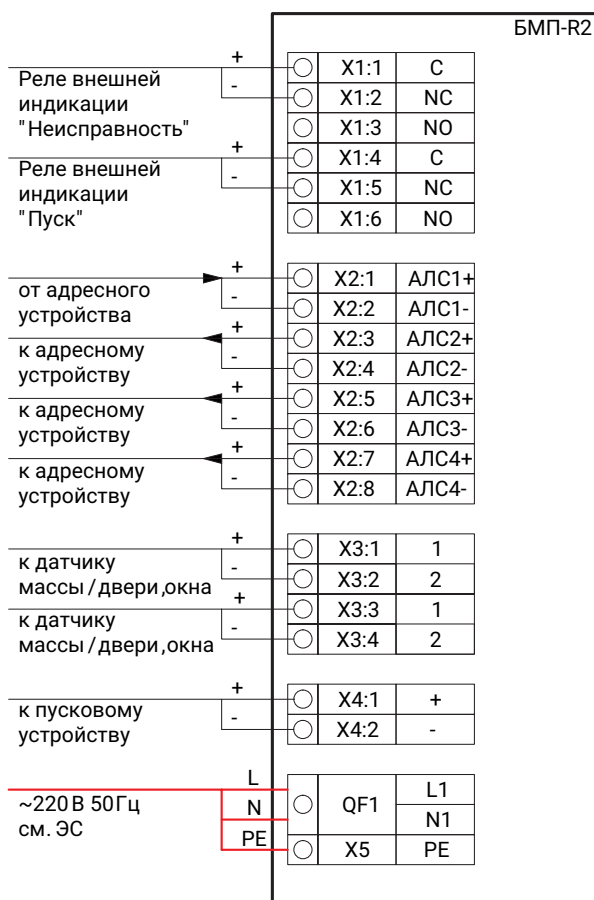 БМП-R2
+
X1:1 C
Реле внешней
-
X1:2 NC
индикации
"Неисправность"
X1:3 NO
+
X1:4 C
Реле внешней
-
X1:5 NC
индикации
"Пуск"
X1:6 NO
+
X2:1 АЛС1+
от адресного
-
X2:2 АЛС1-
устройства
+
X2:3 АЛС2+
к адресному
-
X2:4 АЛС2-
устройству
+
X2:5 АЛС3+
к адресному
-
X2:6 АЛС3-
устройству
+
X2:7 АЛС4+
к адресному
-
X2:8 АЛС4-
устройству
+
X3:1 1
к датчику
-
X3:2 2
массы/двери,окна
+
X3:3 1
к датчику
-
X3:4 2
массы/двери,окна
+
X4:1 +
к пусковому
-
X4:2 -
устройству
L
L1
~220В 50Гц
N
QF1
N1
см. ЭС
PE
X5 PE